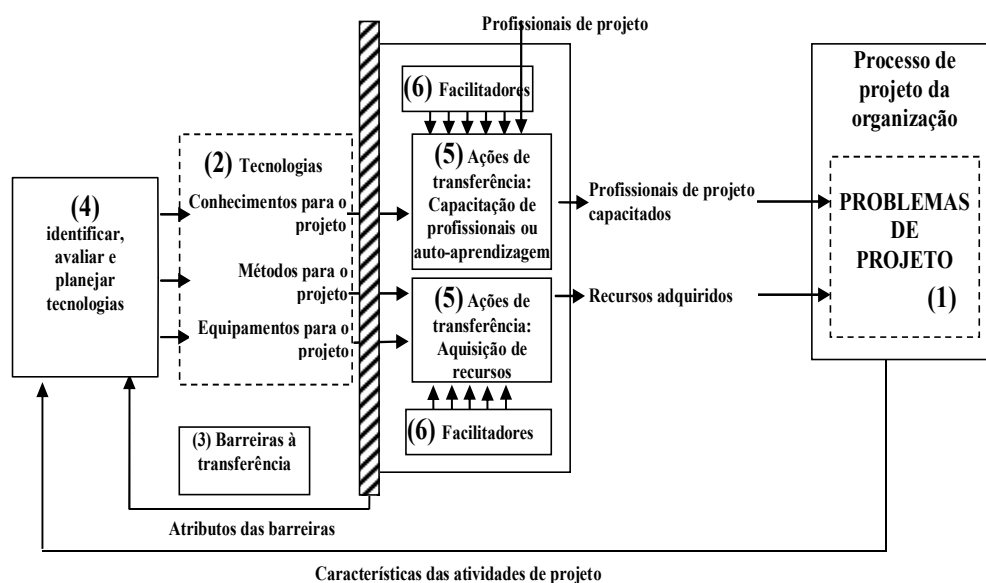 Profissionais de projeto
(6) Facilitadores
Processo de
projeto da
organização
(2) Tecnologias
Conhecimentos para o
projeto
Métodos para o
projeto
Equipamentos para o
projeto
(4)
identificar,
avaliar e
planejar
tecnologias
(5) Ações de
transferência:
Capacitação de
profissionais ou
auto-aprendizagem
Profissionais de projeto
capacitados
PROBLEMAS
DE
PROJETO
(1)
(5) Ações de
transferência:
Aquisição de
recursos
Recursos adquiridos
(6) Facilitadores
(3) Barreiras à
transferência
Atributos das barreiras
Características das atividades de projeto